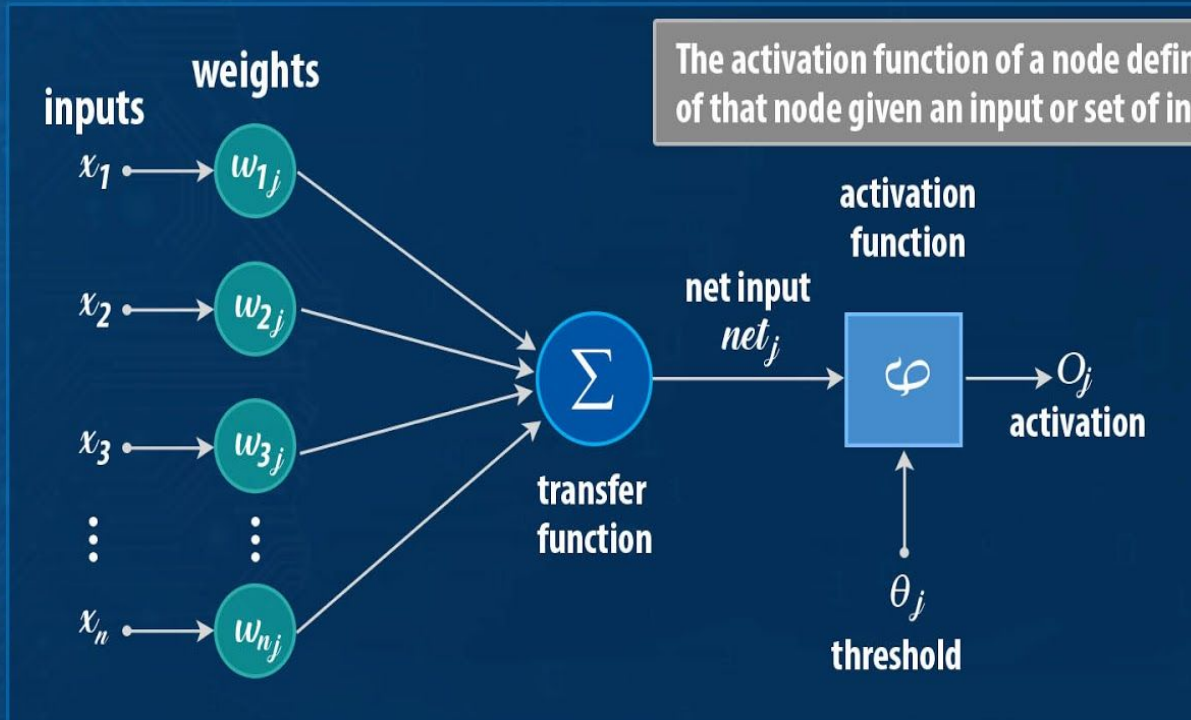 The activation function of a node defin
of that node given an input or set of in
weights
inputs
x1
w1j
x2
w2j
x3
w3j
xn
wnj
Σ
transfer
function
net input
netj
activation
function
φ
Oj
activation
θj
threshold